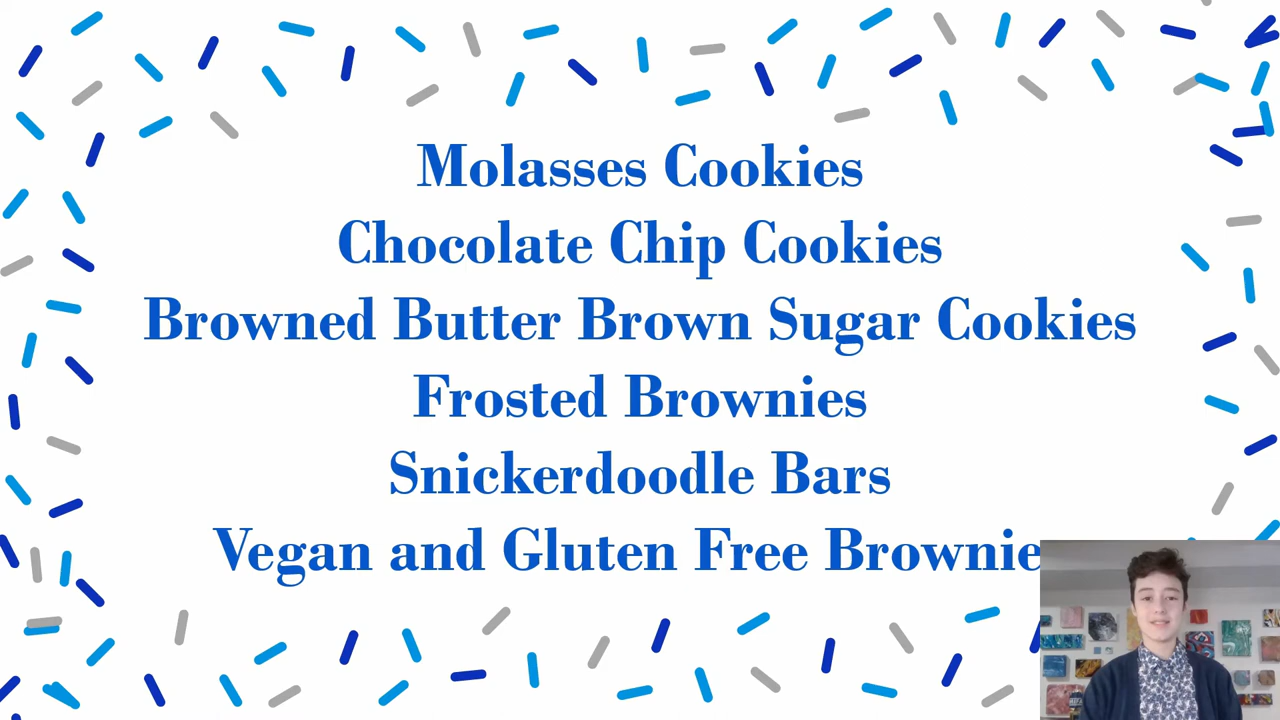 Molasses Cookies
Chocolate Chip Cookies
Browned Butter Brown Sugar Cookies
Frosted Brownies
Snickerdoodle Bars
Vegan and Gluten Free Brownie